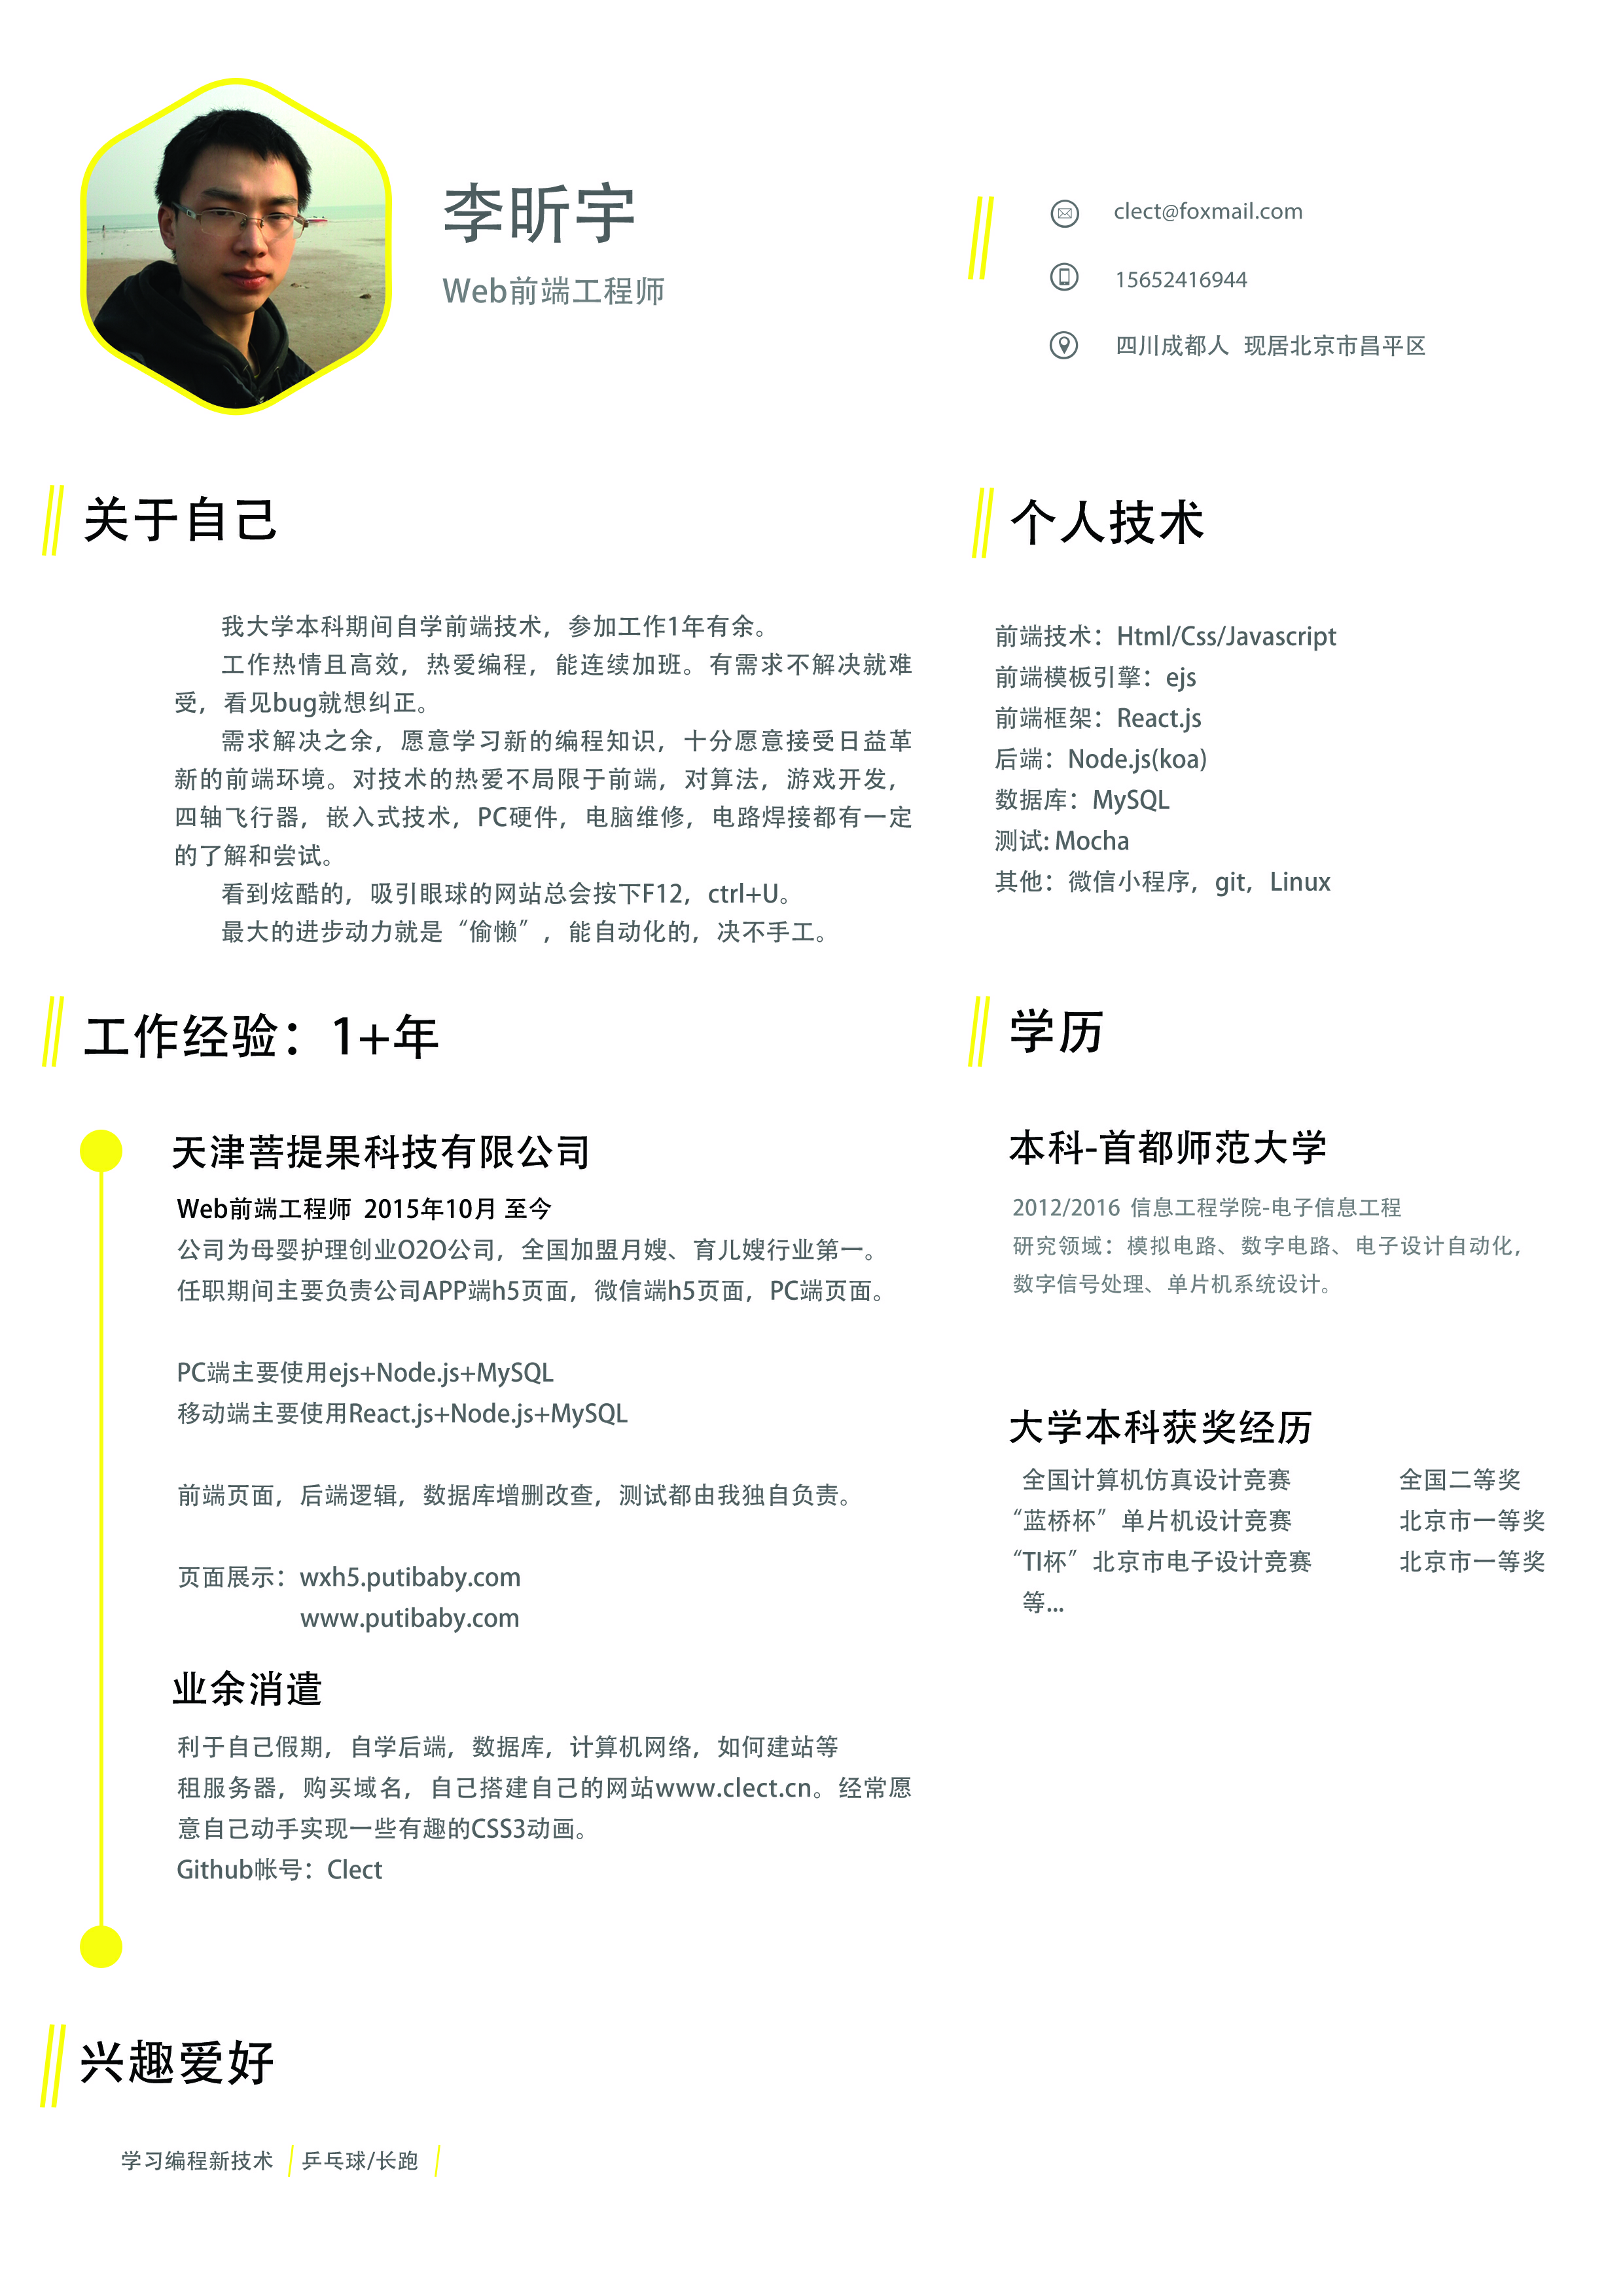 李昕宇
Web前端工程师
clect@foxmail.com
15652416944
四川成都人 现居北京市昌平区
关于自己
我大学本科期间自学前端技术，参加工作1年有余。
工作热情且高效，热爱编程，能连续加班。有需求不解决就难
受，看见bug就想纠正。
需求解决之余，愿意学习新的编程知识，十分愿意接受日益革
新的前端环境。对技术的热爱不局限于前端，对算法，游戏开发，
四轴飞行器，嵌入式技术，PC硬件，电脑维修，电路焊接都有一定
的了解和尝试。
看到炫酷的，吸引眼球的网站总会按下F12，ctrl+U。
最大的进步动力就是“偷懒”，能自动化的，决不手工。
个人技术
前端技术：Html/Css/Javascript
前端模板引擎：ejs
前端框架：React.js
后端：Node.js(koa)
数据库：MySQL
测试: Mocha
其他：微信小程序，git，Linux
工作经验：1+年
天津菩提果科技有限公司
Web前端工程师 2015年10月 至今
公司为母婴护理创业O2O公司，全国加盟月嫂、育儿嫂行业第一。
任职期间主要负责公司APP端h5页面，微信端h5页面，PC端页面。
PC端主要使用ejs+Node.js+MySQL
移动端主要使用React.js+Node.js+MySQL
前端页面，后端逻辑，数据库增删改查，测试都由我独自负责。
页面展示：wxh5.putibaby.com
www.putibaby.com
业余消遣
利于自己假期，自学后端，数据库，计算机网络，如何建站等
租服务器，购买域名，自己搭建自己的网站www.clect.cn。经常愿
意自己动手实现一些有趣的CSS3动画。
Github帐号：Clect
学历
本科-首都师范大学
2012/2016 信息工程学院-电子信息工程
研究领域：模拟电路、数字电路、电子设计自动化，
数字信号处理、单片机系统设计。
大学本科获奖经历
全国计算机仿真设计竞赛 全国二等奖
“蓝桥杯”单片机设计竞赛 北京市一等奖
“TI杯”北京市电子设计竞赛 北京市一等奖
等...
兴趣爱好
学习编程新技术 / 乒乓球/长跑 /